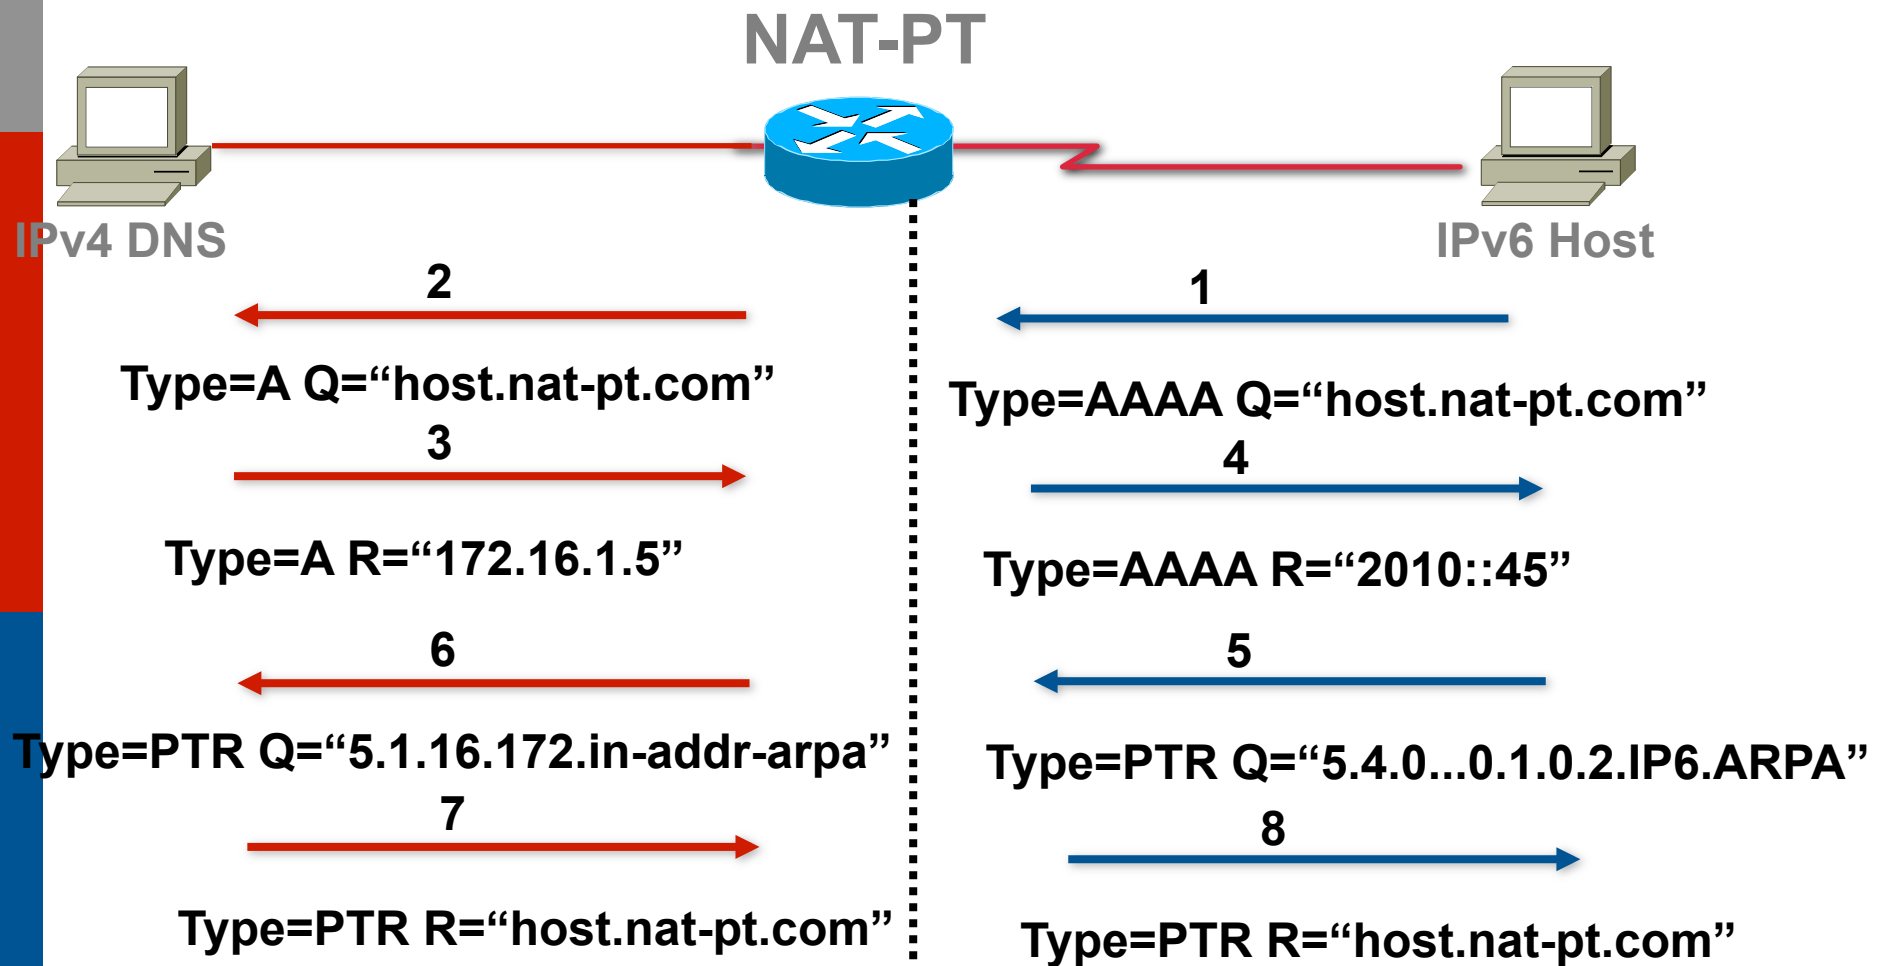 NAT-PT
IPv4 DNS
IPv6 Host
2
1
Type=A Q=“host.nat-pt.com”
Type=AAAA Q=“host.nat-pt.com”
3
4
Type=A R=“172.16.1.5”
Type=AAAA R=“2010::45”
6
5
Type=PTR Q=“5.1.16.172.in-addr-arpa”
Type=PTR Q=“5.4.0...0.1.0.2.IP6.ARPA”
7
8
Type=PTR R=“host.nat-pt.com”
Type=PTR R=“host.nat-pt.com”